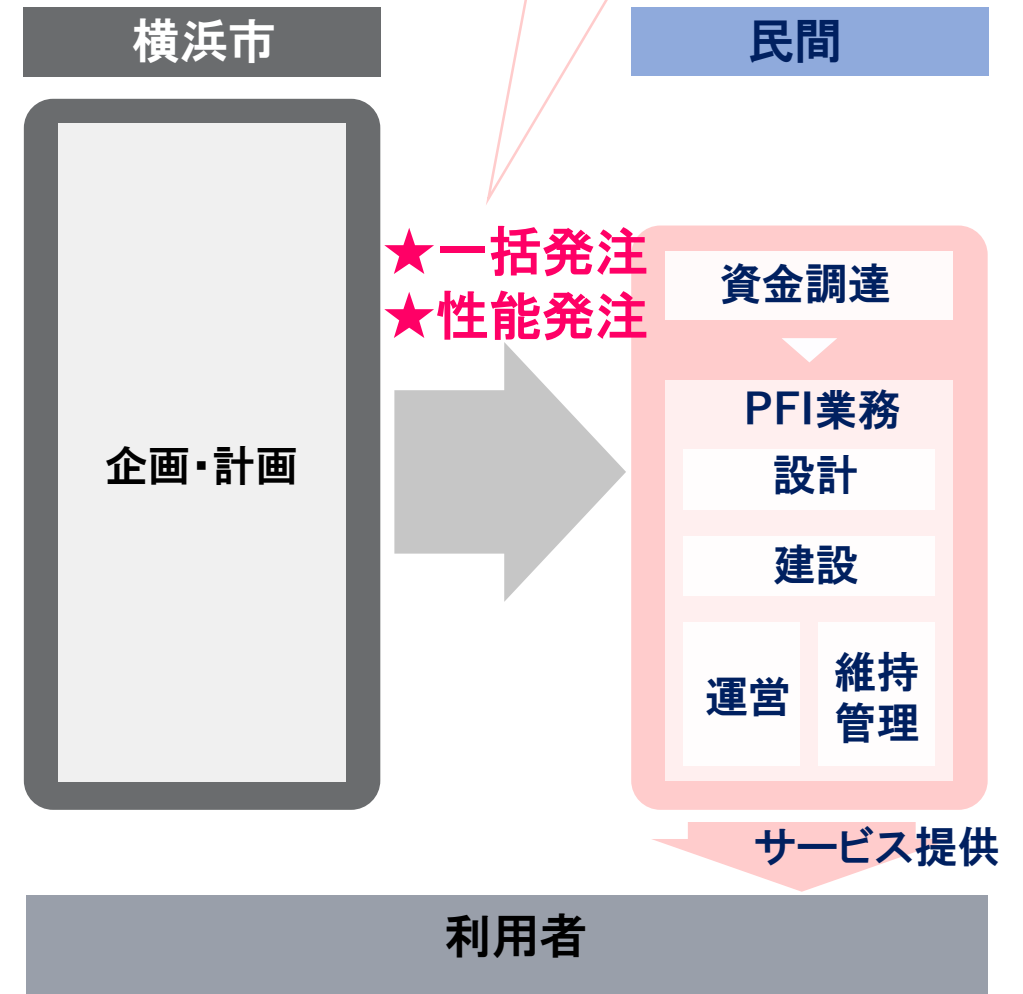 横浜市
民間
★一括発注
★性能発注
企画・計画
資金調達
PFI業務
設計
建設
運営
維持
管理
サービス提供
利用者